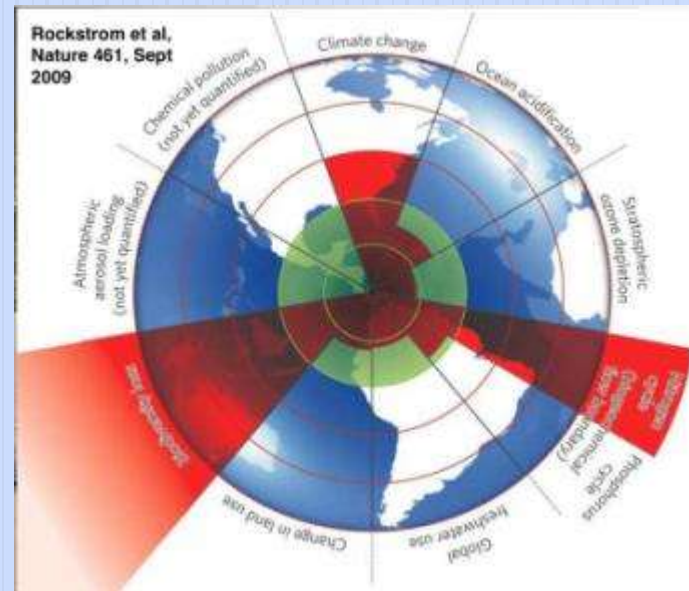 Rockstrom et al,
Nature 461, Sept
2009
Climate change
Ocean acidification
Stratospheric
ozone depletion
Nitrogen
cycle
(biogeochemical
flow boundary)
Phosphorus
cycle
Global
freshwater use
Change in land use
Biodiversity loss
Atmospheric
aerosol loading
(not yet quantified)
Chemical pollution
(not yet quantified)